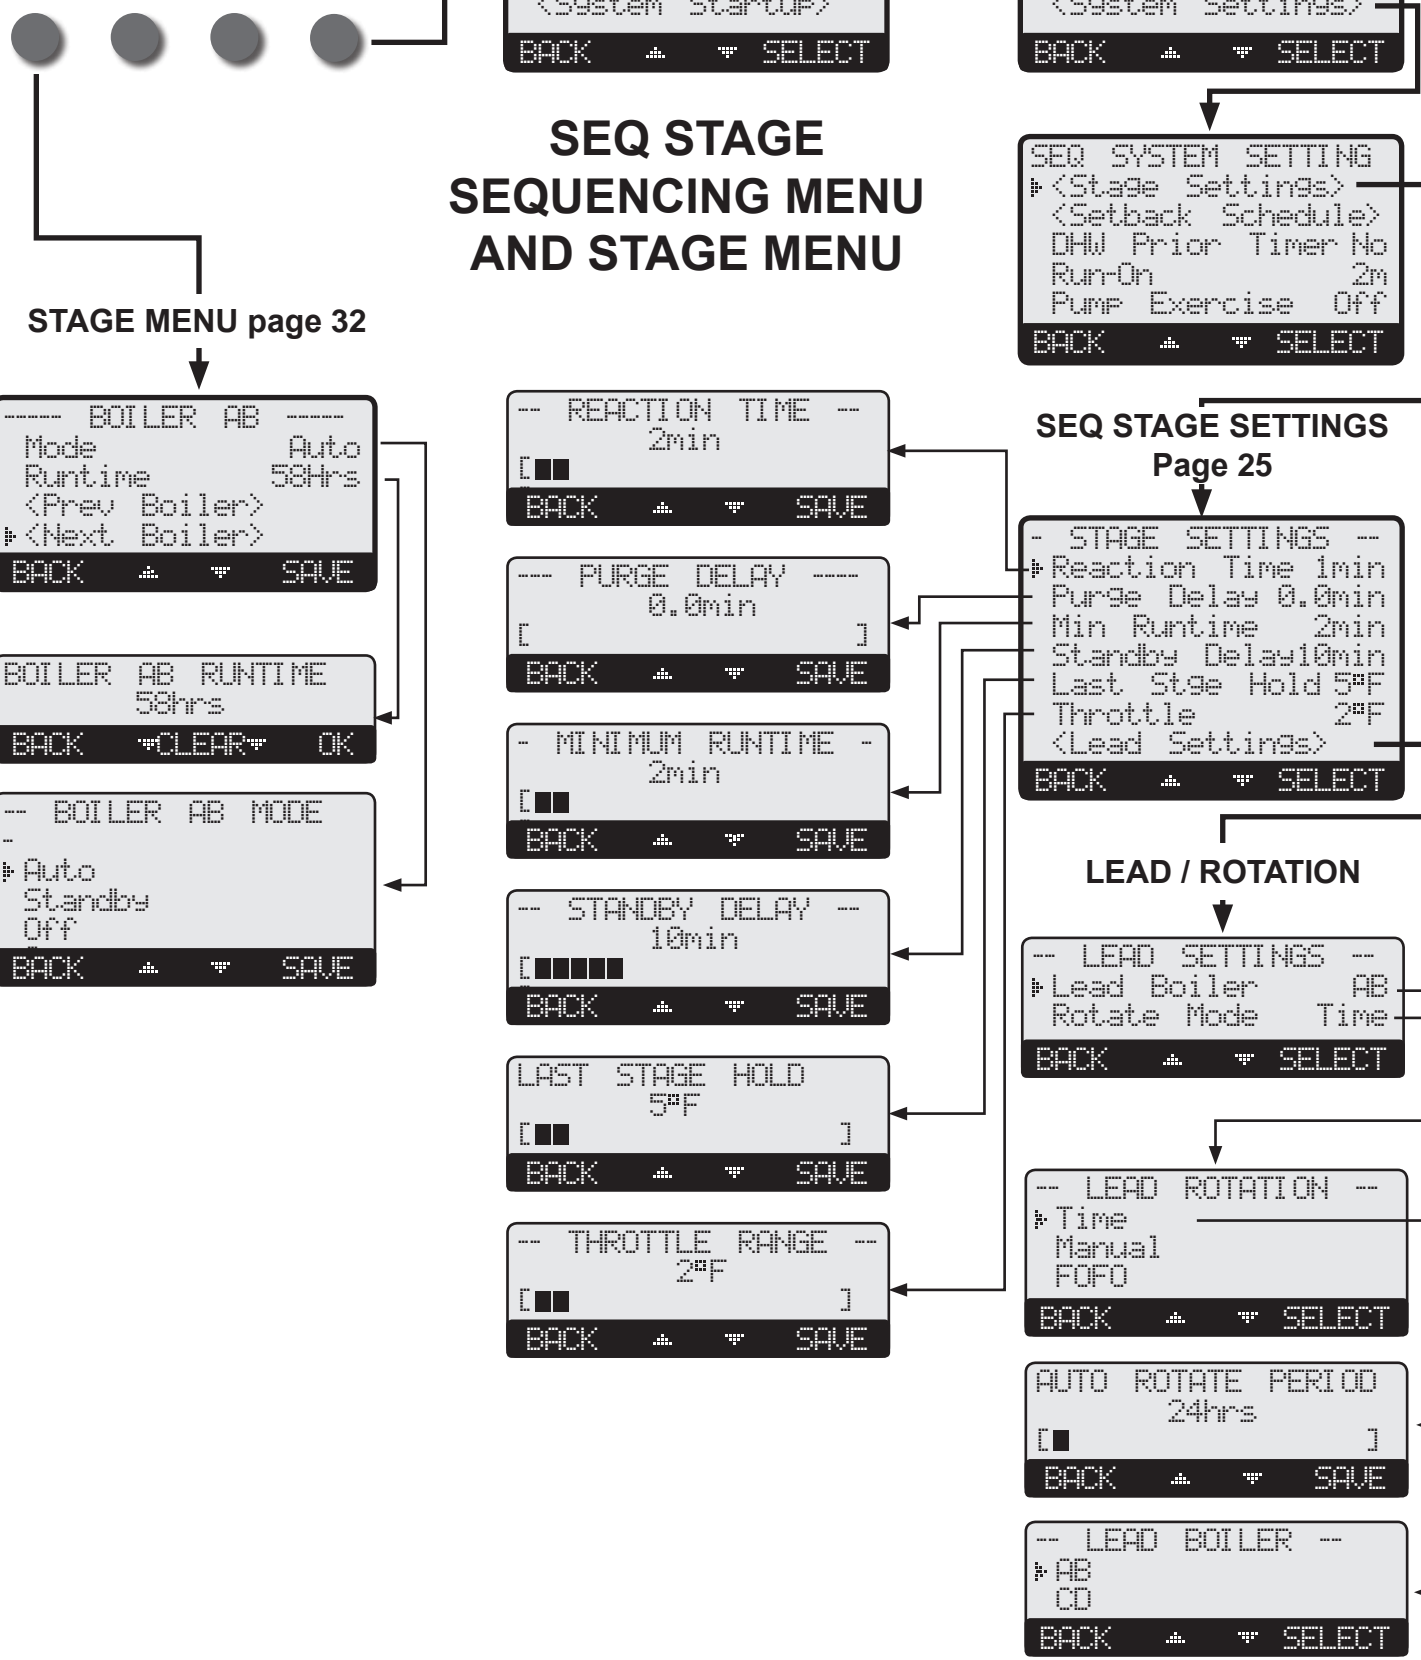 <System Startup>
BACK SELECT
<System Settings>
BACK SELECT
SEQ STAGE
SEQUENCING MENU
AND STAGE MENU
SEQ SYSTEM SETTING
<Stage Settings>
<Setback Schedule>
DHW Prior Timer No
Run-On 2m
Pump Exercise Off
BACK SELECT
STAGE MENU page 32
----- BOILER AB -----
Mode Auto
Runtime 58Hrs
<Prev Boiler>
<Next Boiler>
BACK SAVE
BOILER AB RUNTIME
58hrs
BACK CLEAR OK
-- BOILER AB MODE
-
Auto
Standby
Off
BACK SAVE
-- REACTION TIME --
2min
[
BACK SAVE
--- PURGE DELAY ----
0.0min
[ ]
BACK SAVE
- MINIMUM RUNTIME -
2min
[
BACK SAVE
-- STANDBY DELAY --
10min
[
BACK SAVE
LAST STAGE HOLD
5°F
[ ]
BACK SAVE
-- THROTTLE RANGE --
2°F
[ ]
BACK SAVE
SEQ STAGE SETTINGS
Page 25
- STAGE SETTINGS --
Reaction Time 1min
Purge Delay 0.0min
Min Runtime 2min
Standby Delay10min
Last Stge Hold 5°F
Throttle 2°F
<Lead Settings>
BACK SELECT
LEAD / ROTATION
-- LEAD SETTINGS --
Lead Boiler AB
Rotate Mode Time
BACK SELECT
-- LEAD ROTATION --
Time
Manual
FOFO
BACK SELECT
AUTO ROTATE PERIOD
24hrs
[ ]
BACK SAVE
-- LEAD BOILER --
AB
CD
BACK SELECT